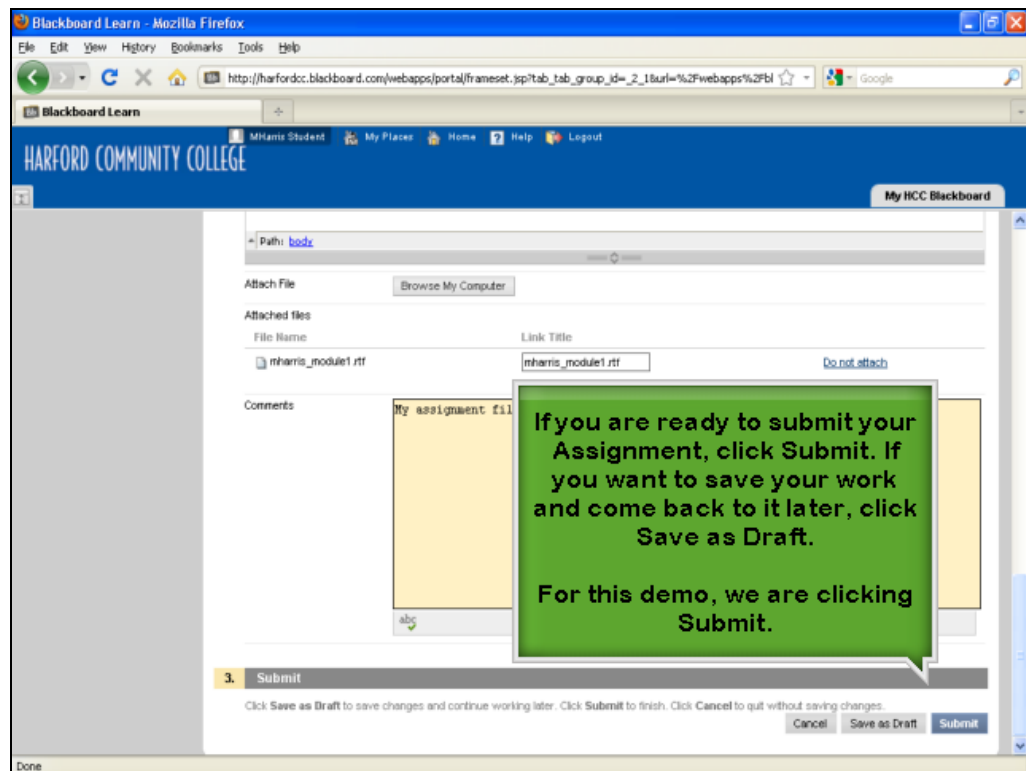 Blackboard Learn - Mozilla Firefox
File Edit View History Bookmarks Tools Help
http://harfordcc.blackboard.com/webapps/portal/frameset.jsp?tab_tab_group_id=_2_1&url=%2Fwebapps%2Fbl
Google
Blackboard Learn
MHarris Student My Places Home Help Logout
HARFORD COMMUNITY COLLEGE
My HCC Blackboard
Path: body
Attach File Browse My Computer
Attached files
File Name Link Title
mharris_module1.rtf mharris_module1.rtf Do not attach
Comments
My assignment fil
If you are ready to submit your
Assignment, click Submit. If
you want to save your work
and come back to it later, click
Save as Draft.
For this demo, we are clicking
Submit.
abc
3. Submit
Click Save as Draft to save changes and continue working later. Click Submit to finish. Click Cancel to quit without saving changes.
Cancel Save as Draft Submit
Done